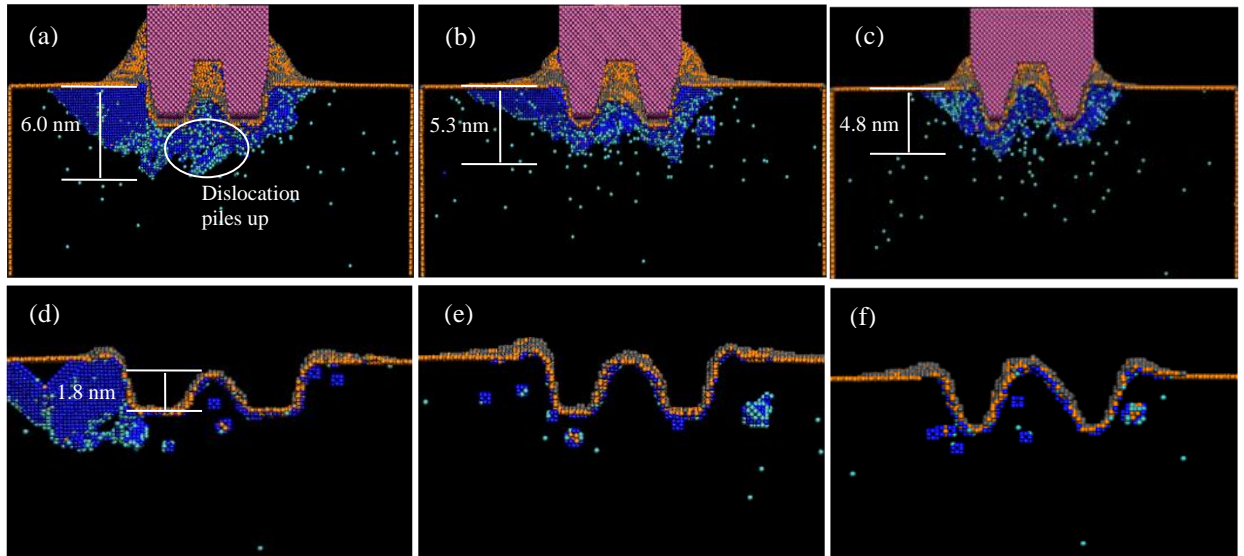 (a)
(b)
(c)
6.0 nm
5.3 nm
4.8 nm
Dislocation
piles up
(d)
(e)
(f)
1.8 nm